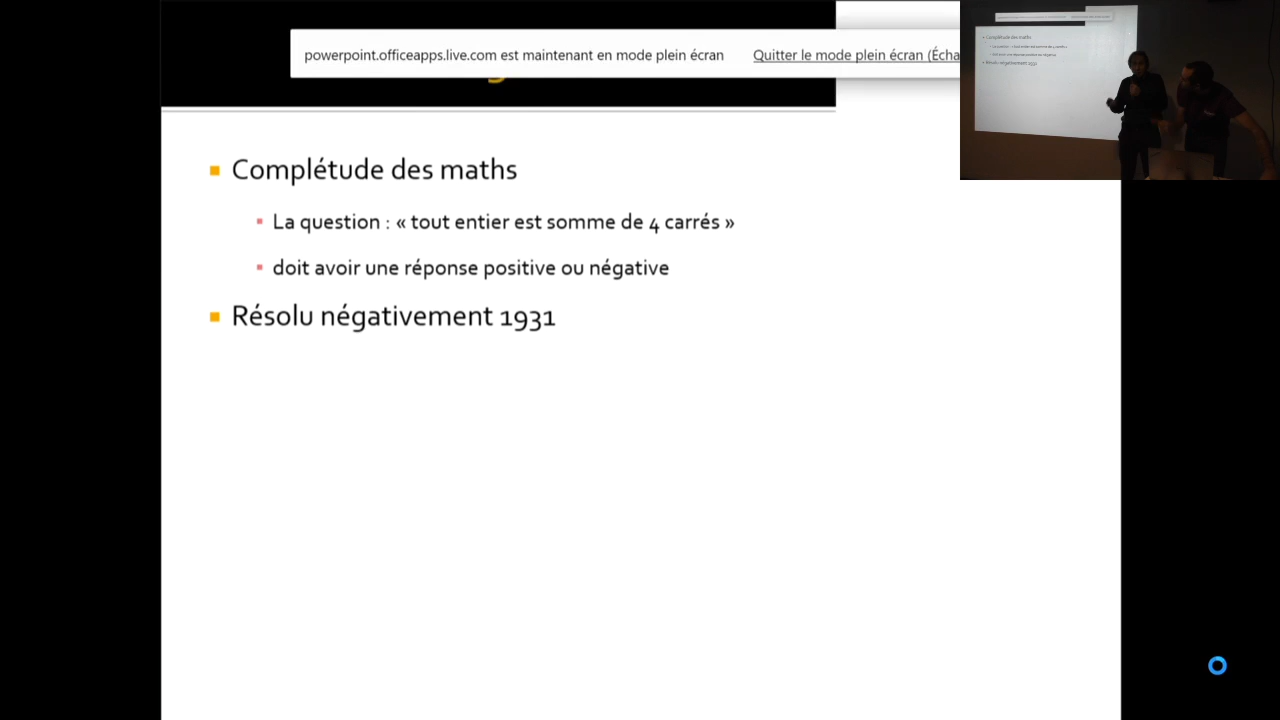 powerpoint.officeapps.live.com est maintenant en mode plein écran Quitter le mode plein écran (Écha
Complétude des maths
La question : « tout entier est somme de 4 carrés »
doit avoir une réponse positive ou négative
Résolu négativement 1931